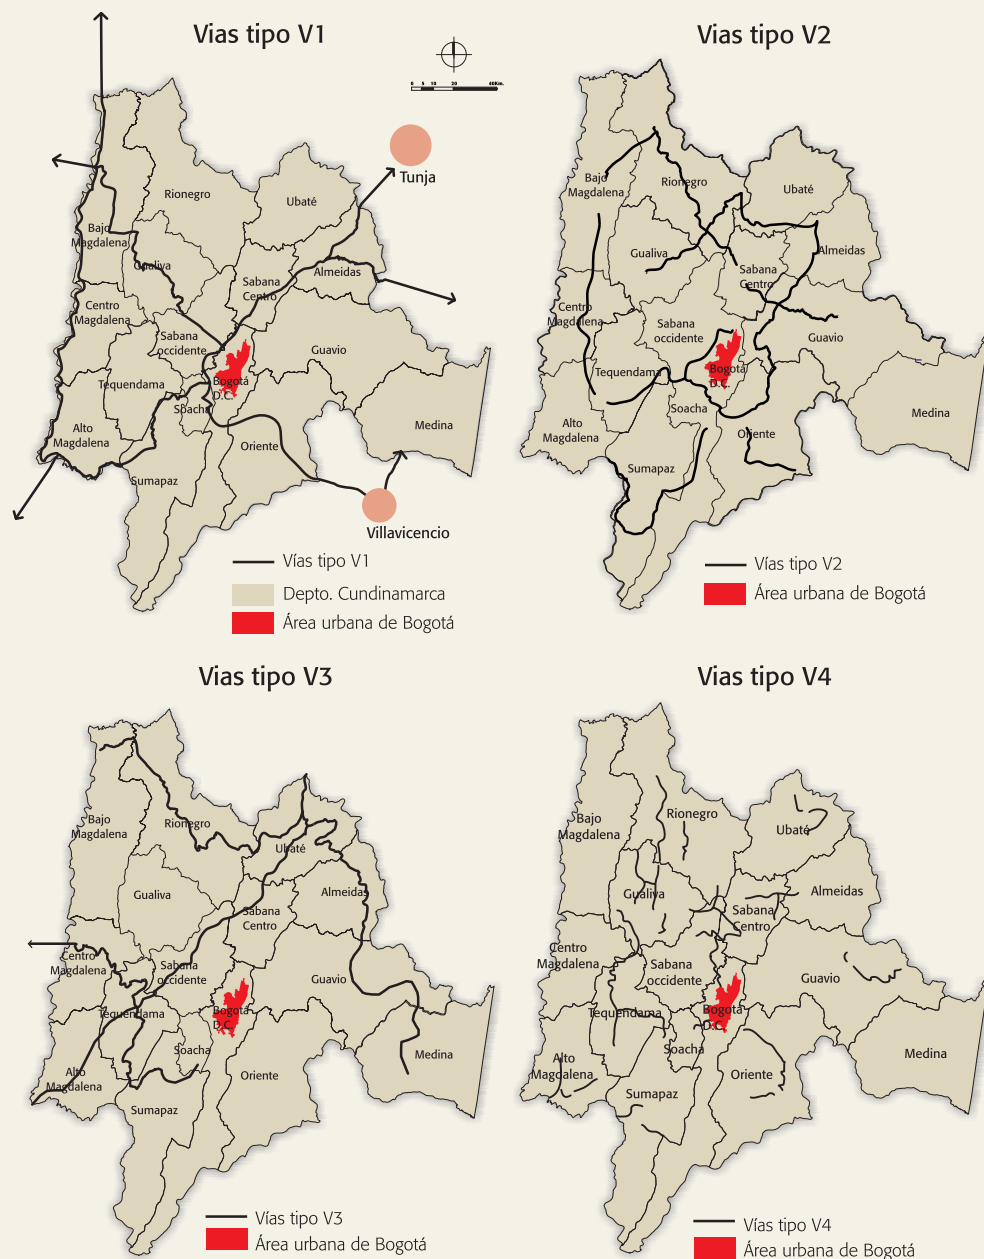 Vias tipo V1
0 5 10 20 40Km.
Tunja
Rionegro
Ubaté
Bajo
Magdalena
Gualiva
Almeidas
Sabana
Centro
Centro
Magdalena
Sabana
occidente
Guavio
Tequendama
Bogotá
D.C.
Soacha
Alto
Magdalena
Medina
Oriente
Sumapaz
Villavicencio
Vías tipo V1
Depto. Cundinamarca
Área urbana de Bogotá
Vias tipo V2
Bajo
Magdalena
Rionegro
Ubaté
Gualiva
Almeidas
Sabana
Centro
Centro
Magdalena
Sabana
occidente
Guavio
Tequendama
Bogotá
D.C.
Soacha
Alto
Magdalena
Medina
Oriente
Sumapaz
Vías tipo V2
Área urbana de Bogotá
Vias tipo V3
Bajo
Magdalena
Rionegro
Ubaté
Gualiva
Almeidas
Sabana
Centro
Centro
Magdalena
Sabana
occidente
Guavio
Tequendama
Bogotá
D.C.
Soacha
Medina
Alto
Magdalena
Oriente
Sumapaz
Vías tipo V3
Área urbana de Bogotá
Vias tipo V4
Bajo
Magdalena
Rionegro
Ubaté
Gualiva
Almeidas
Sabana
Centro
Centro
Magdalena
Sabana
occidente
Guavio
Tequendama
Bogotá
D.C.
Soacha
Medina
Alto
Magdalena
Oriente
Sumapaz
Vías tipo V4
Área urbana de Bogotá